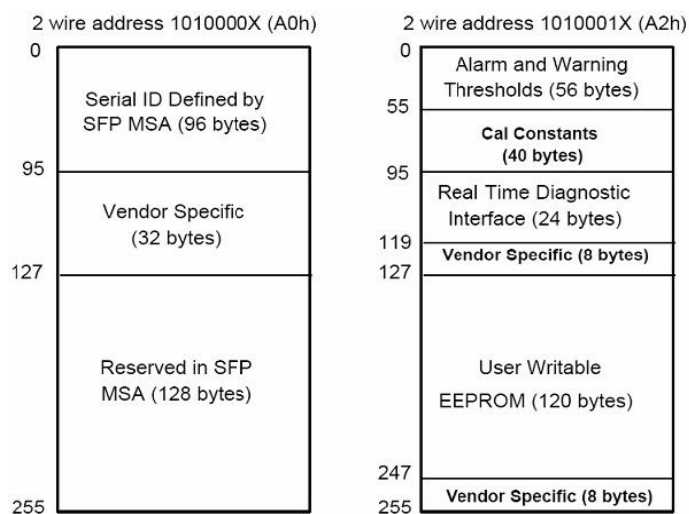 2 wire address 1010000X (A0h)
0
Serial ID Defined by
SFP MSA (96 bytes)
95
Vendor Specific
(32 bytes)
127
Reserved in SFP
MSA (128 bytes)
255
2 wire address 1010001X (A2h)
0
Alarm and Warning
Thresholds (56 bytes)
55
Cal Constants
(40 bytes)
95
Real Time Diagnostic
Interface (24 bytes)
119
Vendor Specific (8 bytes)
127
User Writable
EEPROM (120 bytes)
247
Vendor Specific (8 bytes)
255